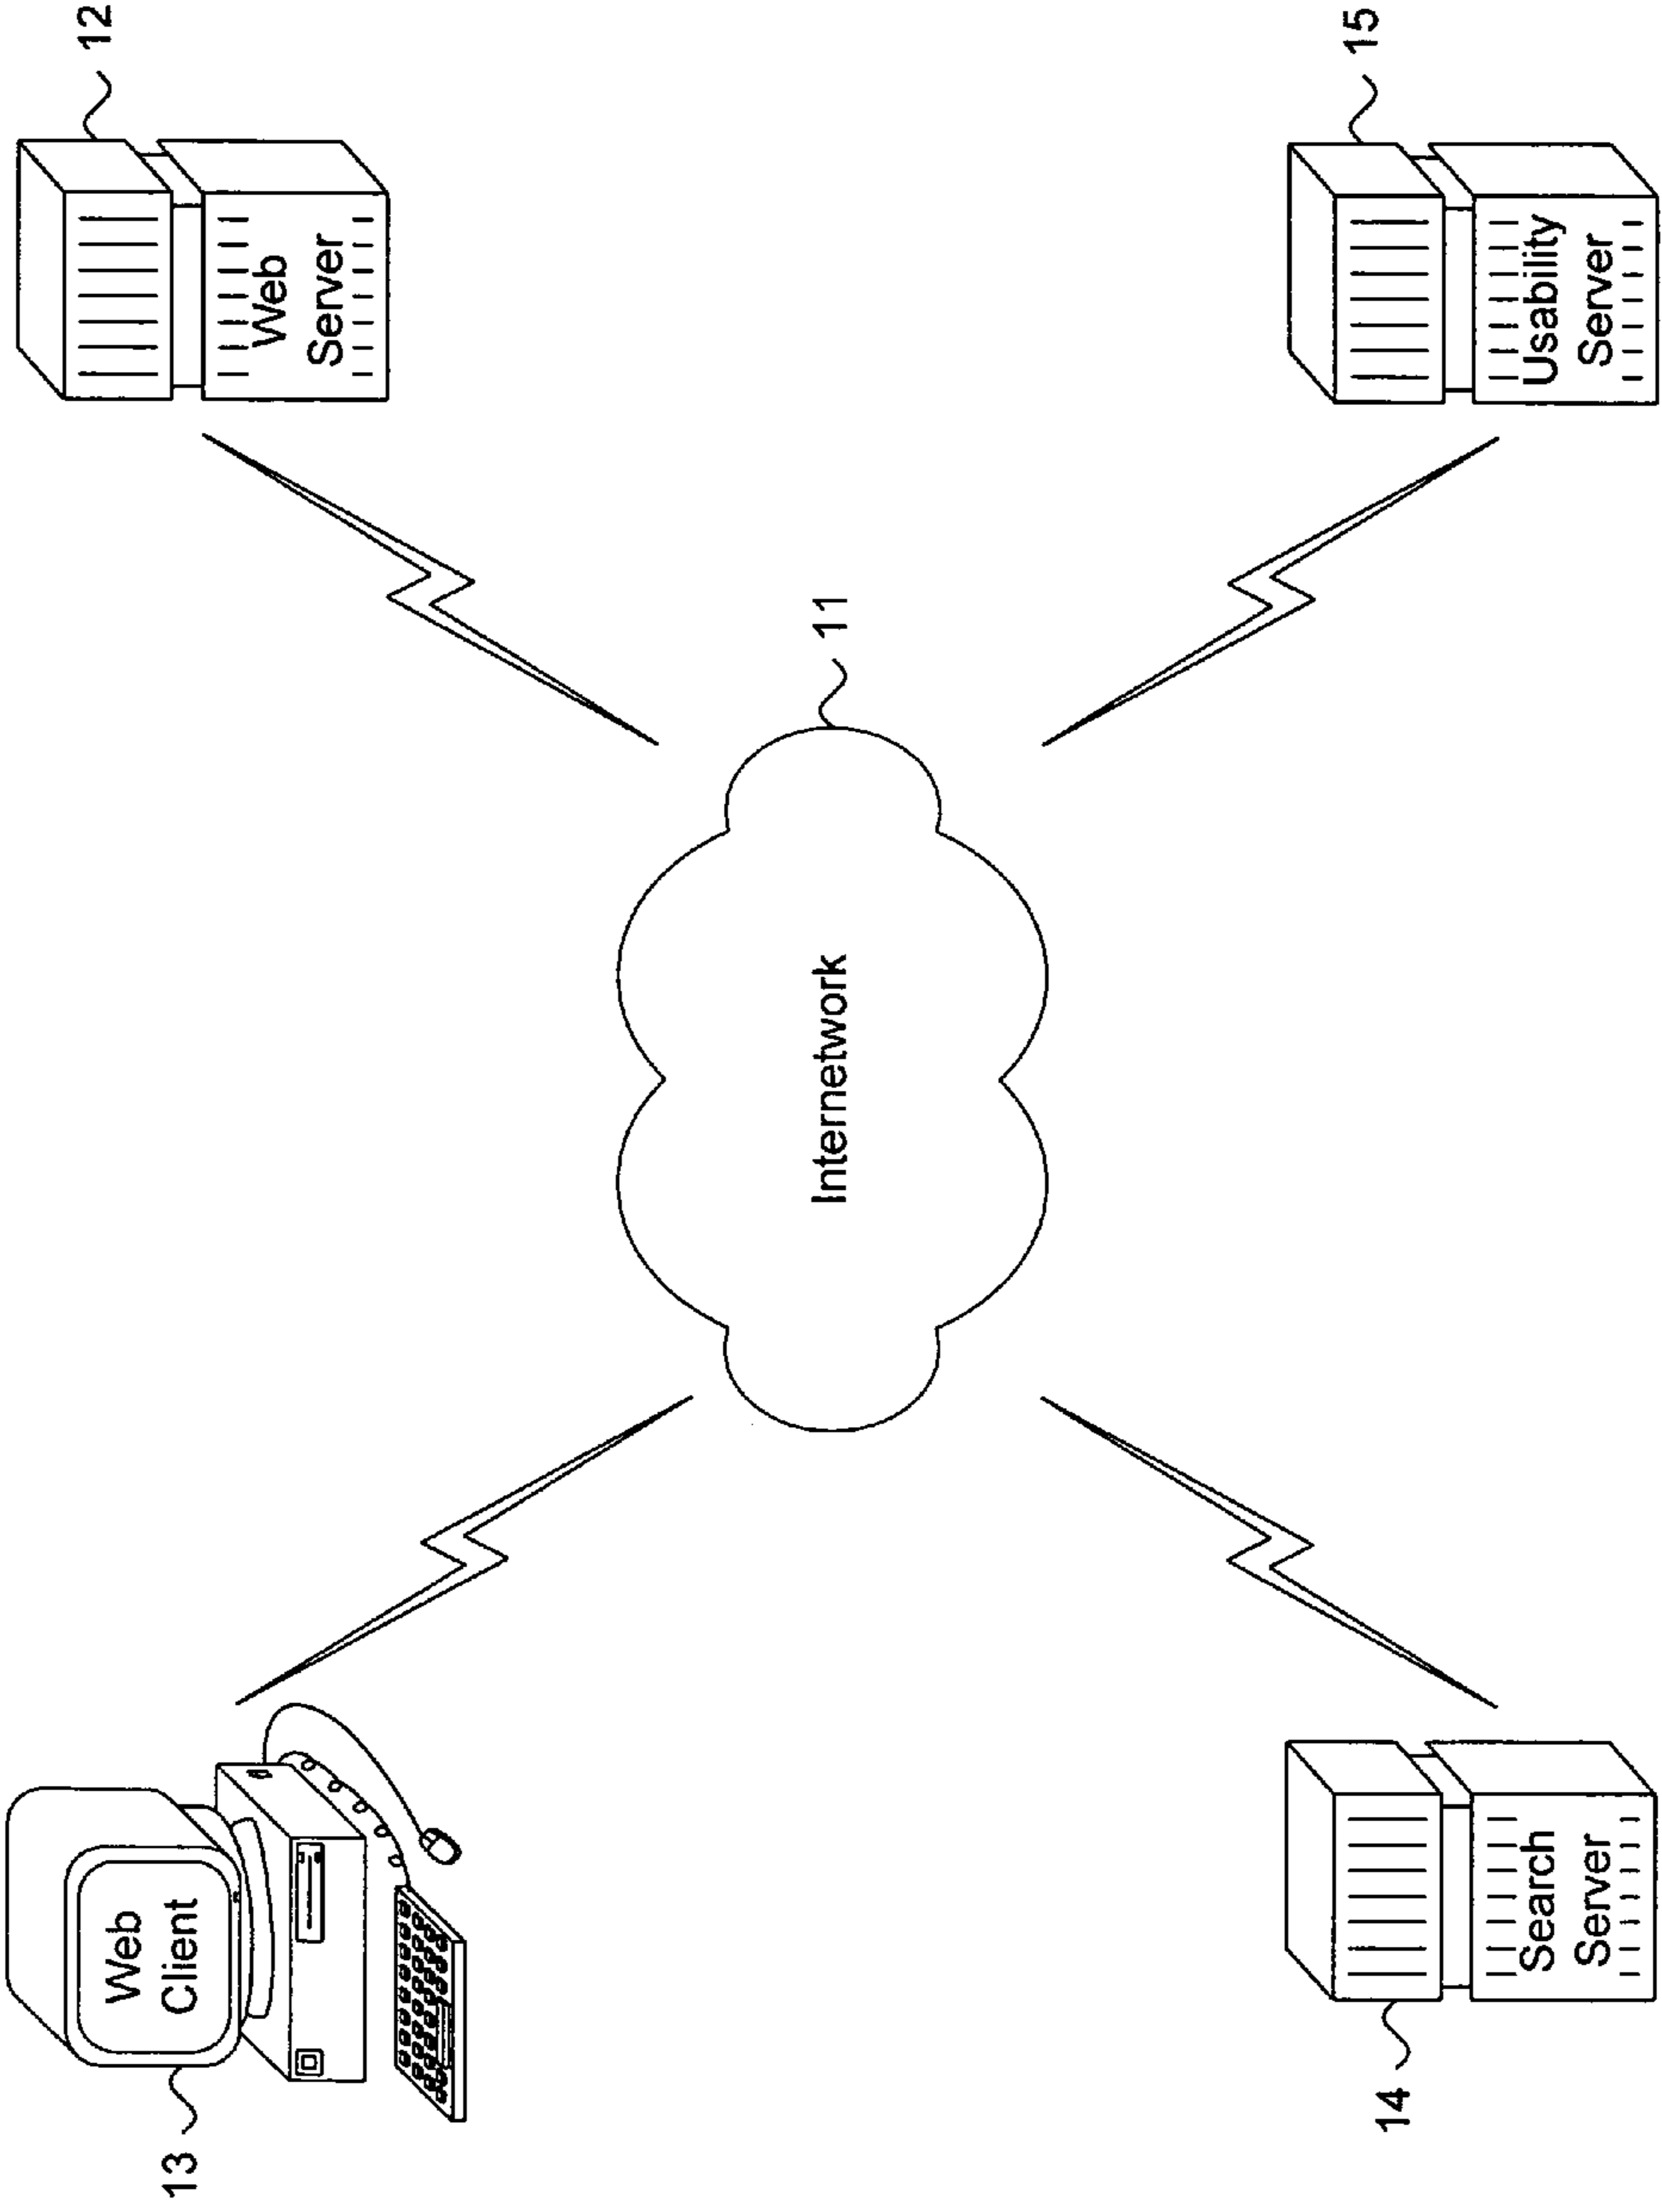 13
Web
Client
12
Web
Server
Internetwork
11
14
Search
Server
15
Usability
Server